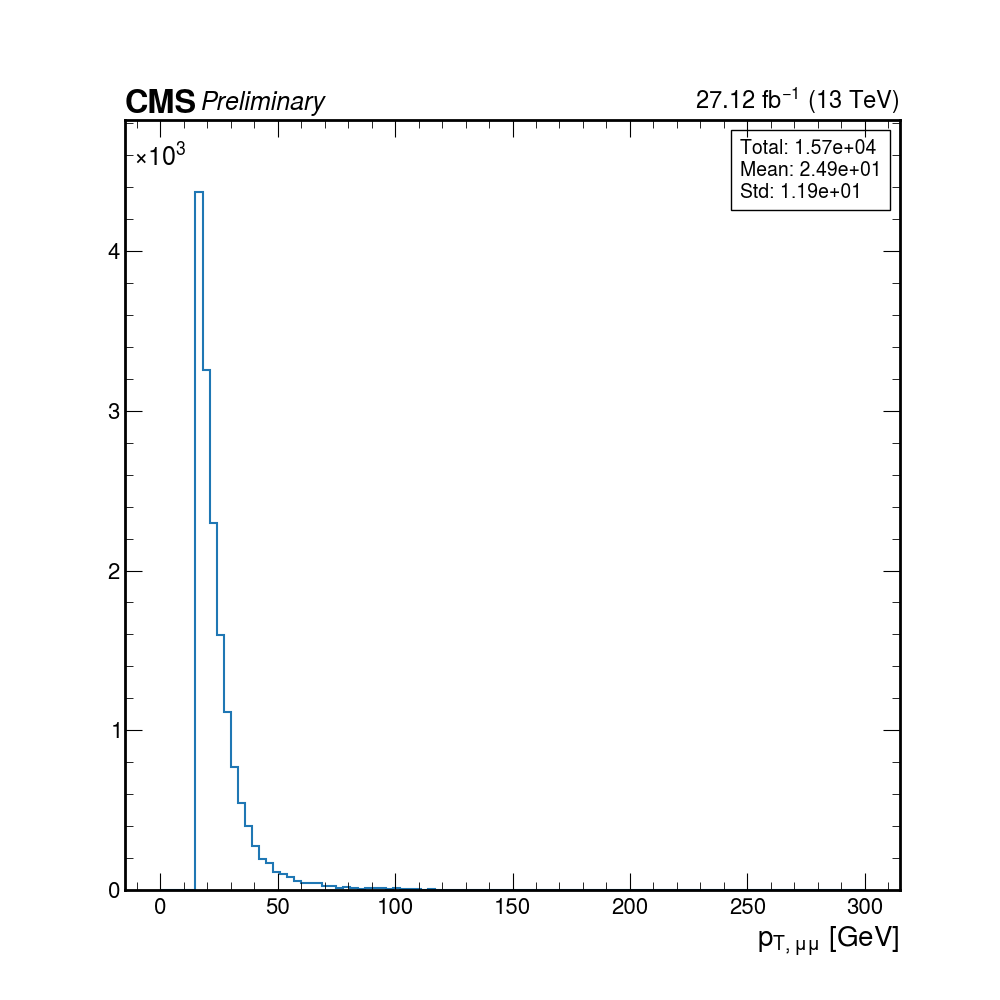 CMS Preliminary 27.12 fb⁻¹ (13 TeV)
×10³
Total: 1.57e+04
Mean: 2.49e+01
Std: 1.19e+01
4
3
2
1
0
0 50 100 150 200 250 300
p_T, μμ [GeV]